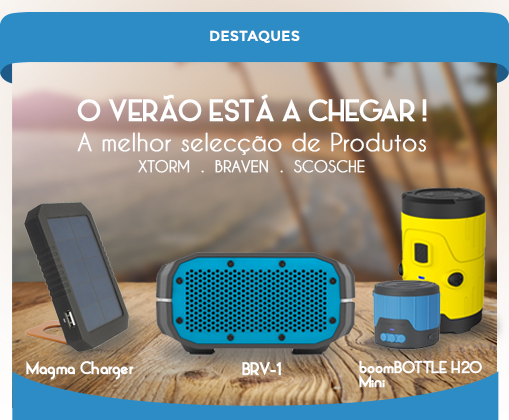 DESTAQUES
O VERÃO ESTÁ A CHEGAR!
A melhor selecção de Produtos
XTORM . BRAVEN . SCOSCHE
Magma Charger
BRV-1
boomBOTTLE H2O
Mini